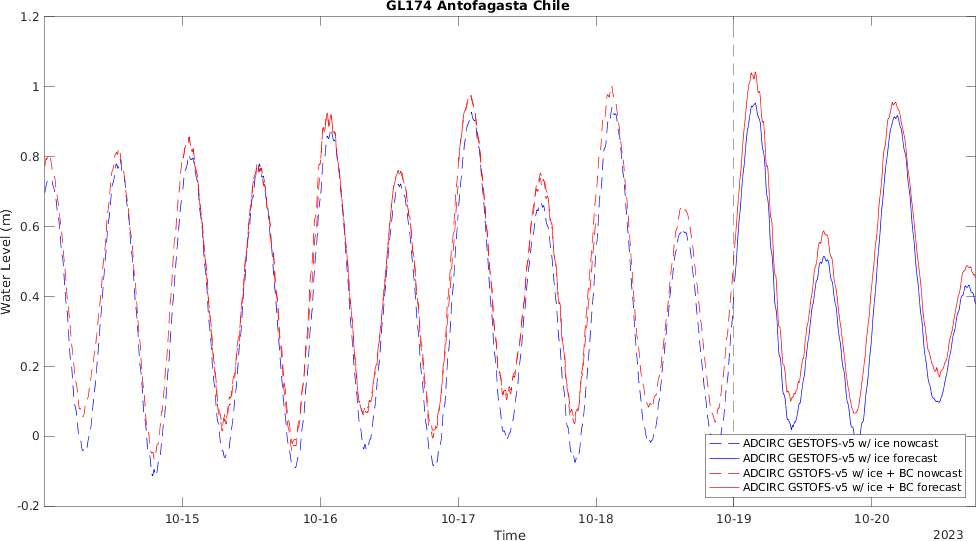 GL174 Antofagasta Chile
1.2
1
0.8
0.6
0.4
0.2
0
-0.2
Water Level (m)
10-15
10-16
10-17
10-18
10-19
10-20
Time
2023
ADCIRC GESTOFS-v5 w/ ice nowcast
ADCIRC GESTOFS-v5 w/ ice forecast
ADCIRC GSTOFS-v5 w/ ice + BC nowcast
ADCIRC GSTOFS-v5 w/ ice + BC forecast